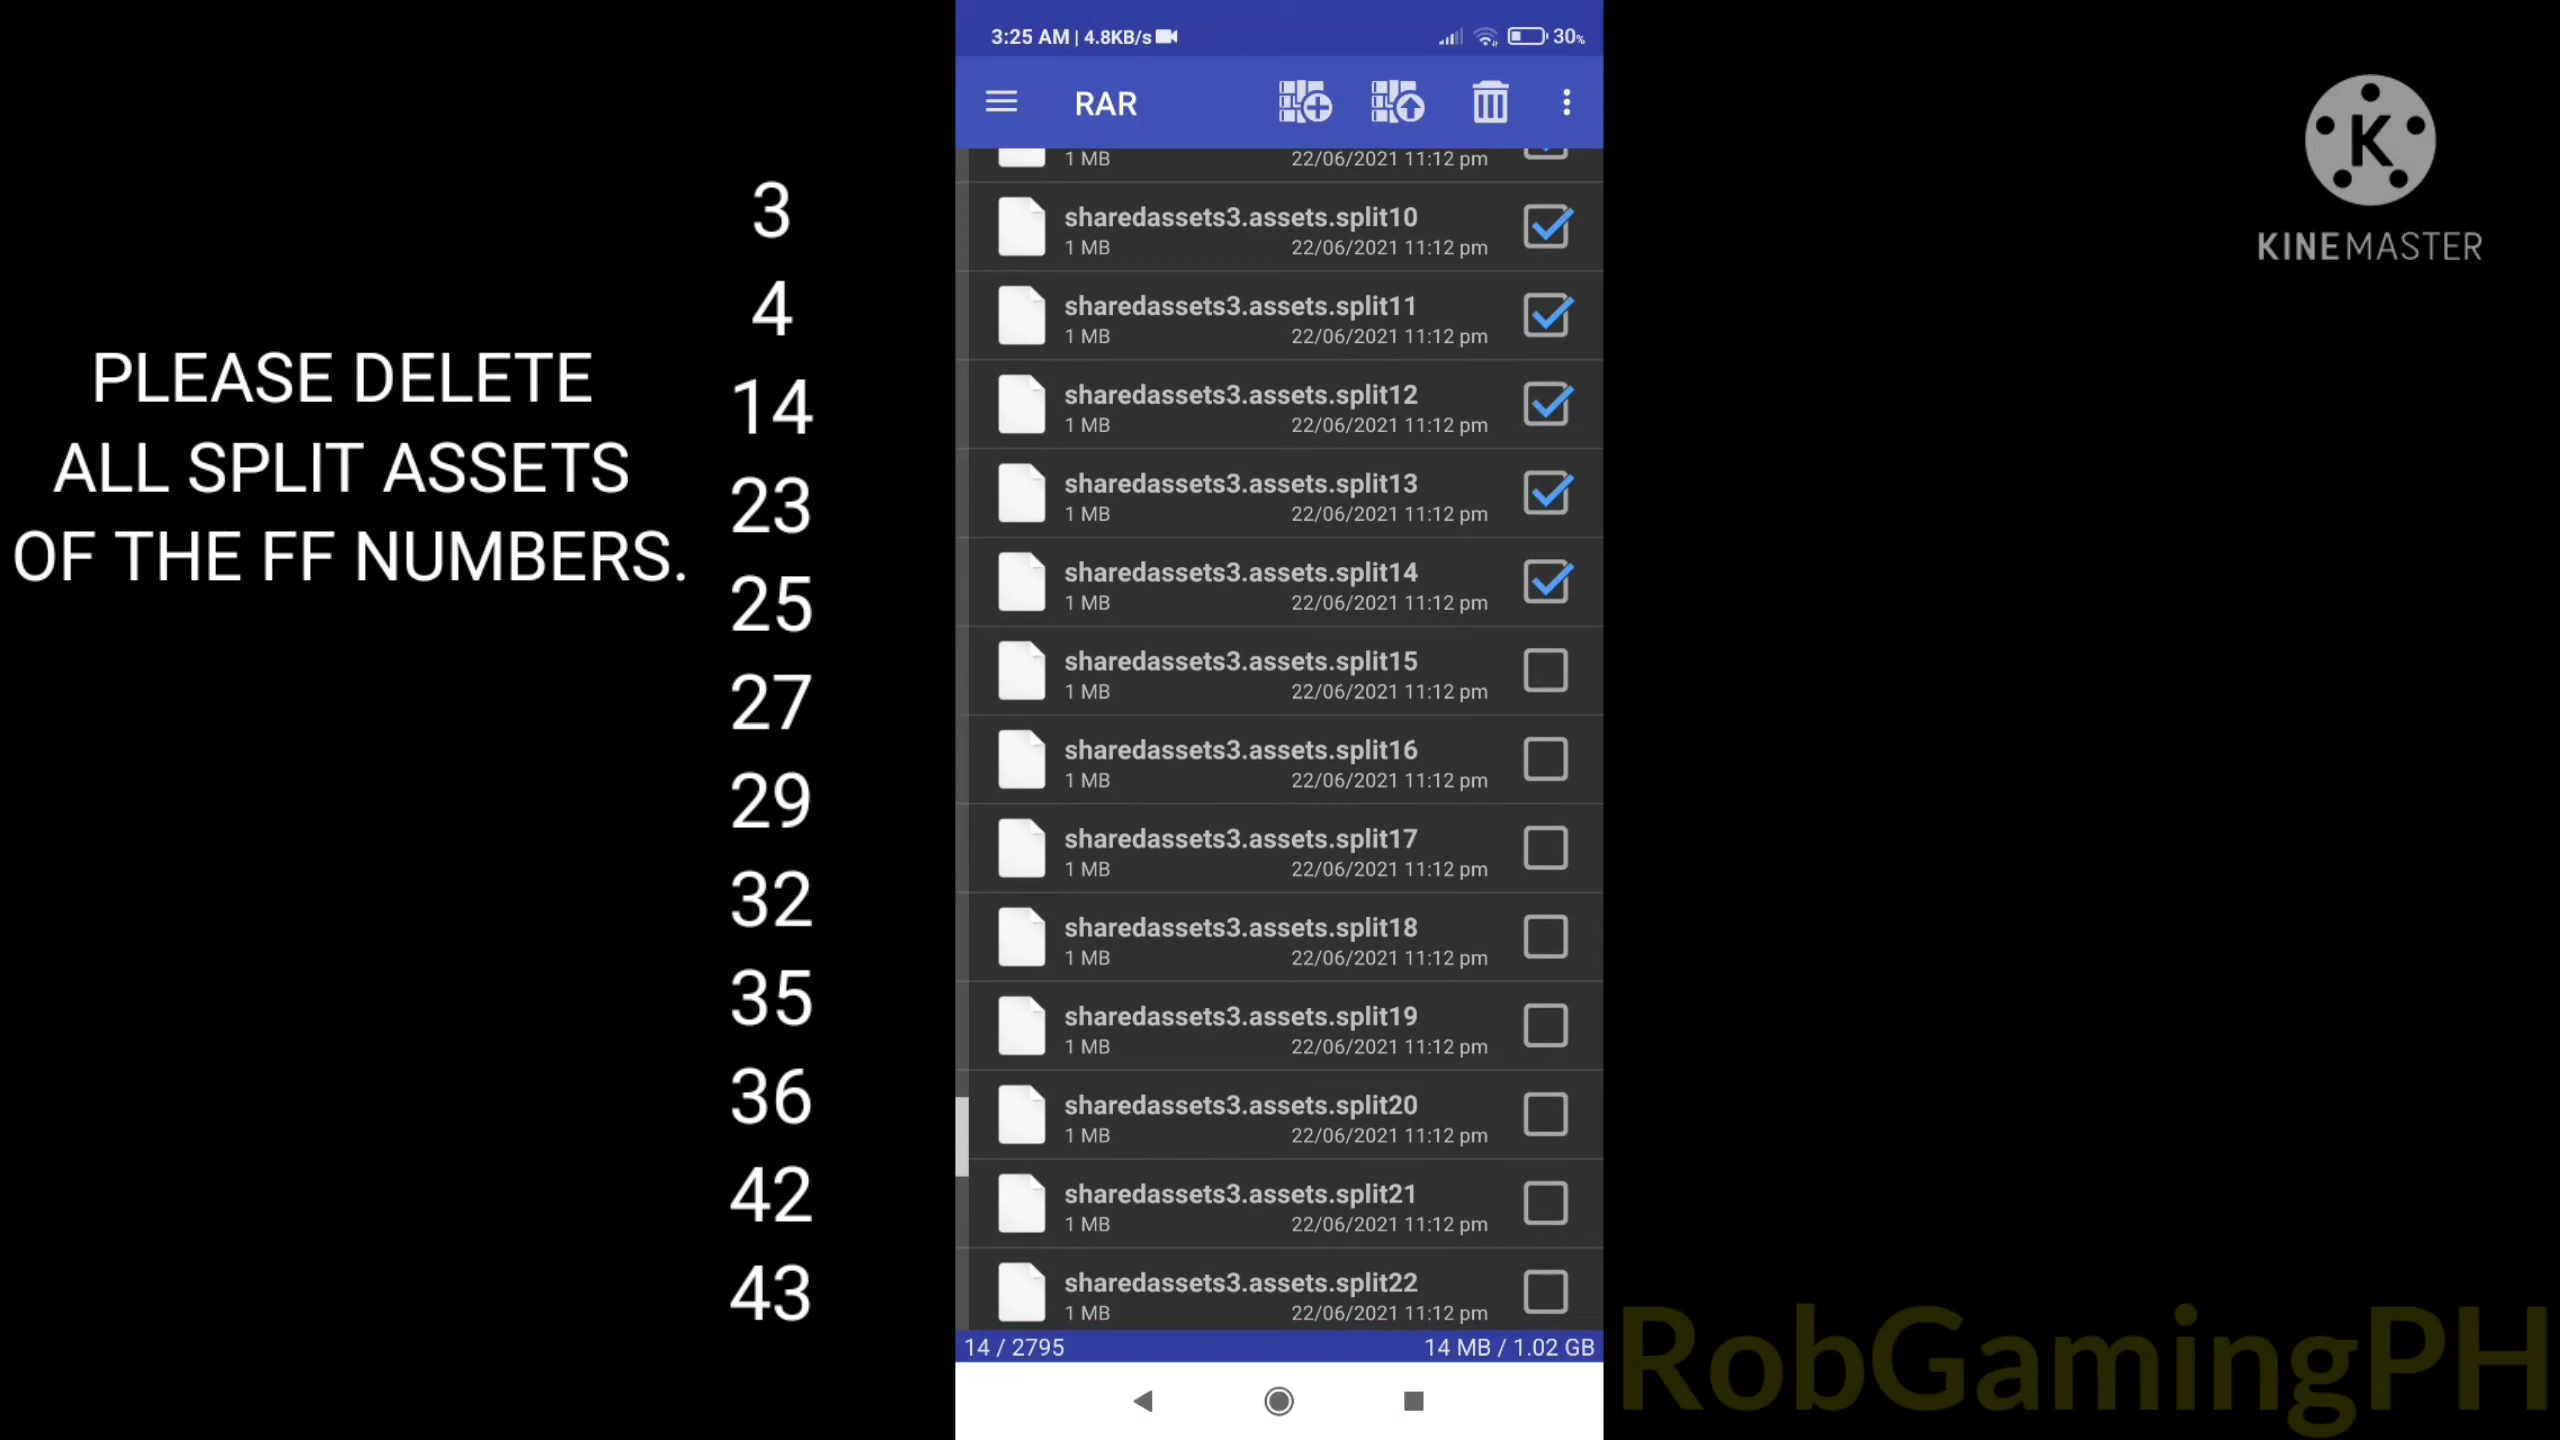 PLEASE DELETE
ALL SPLIT ASSETS
OF THE FF NUMBERS.
3
4
14
23
25
27
29
32
35
36
42
43
3:25 AM | 4.8KB/s
30%
RAR
1 MB 22/06/2021 11:12 pm
sharedassets3.assets.split10
1 MB 22/06/2021 11:12 pm
sharedassets3.assets.split11
1 MB 22/06/2021 11:12 pm
sharedassets3.assets.split12
1 MB 22/06/2021 11:12 pm
sharedassets3.assets.split13
1 MB 22/06/2021 11:12 pm
sharedassets3.assets.split14
1 MB 22/06/2021 11:12 pm
sharedassets3.assets.split15
1 MB 22/06/2021 11:12 pm
sharedassets3.assets.split16
1 MB 22/06/2021 11:12 pm
sharedassets3.assets.split17
1 MB 22/06/2021 11:12 pm
sharedassets3.assets.split18
1 MB 22/06/2021 11:12 pm
sharedassets3.assets.split19
1 MB 22/06/2021 11:12 pm
sharedassets3.assets.split20
1 MB 22/06/2021 11:12 pm
sharedassets3.assets.split21
1 MB 22/06/2021 11:12 pm
sharedassets3.assets.split22
1 MB 22/06/2021 11:12 pm
14 / 2795 14 MB / 1.02 GB
K
KINEMASTER
RobGamingPH